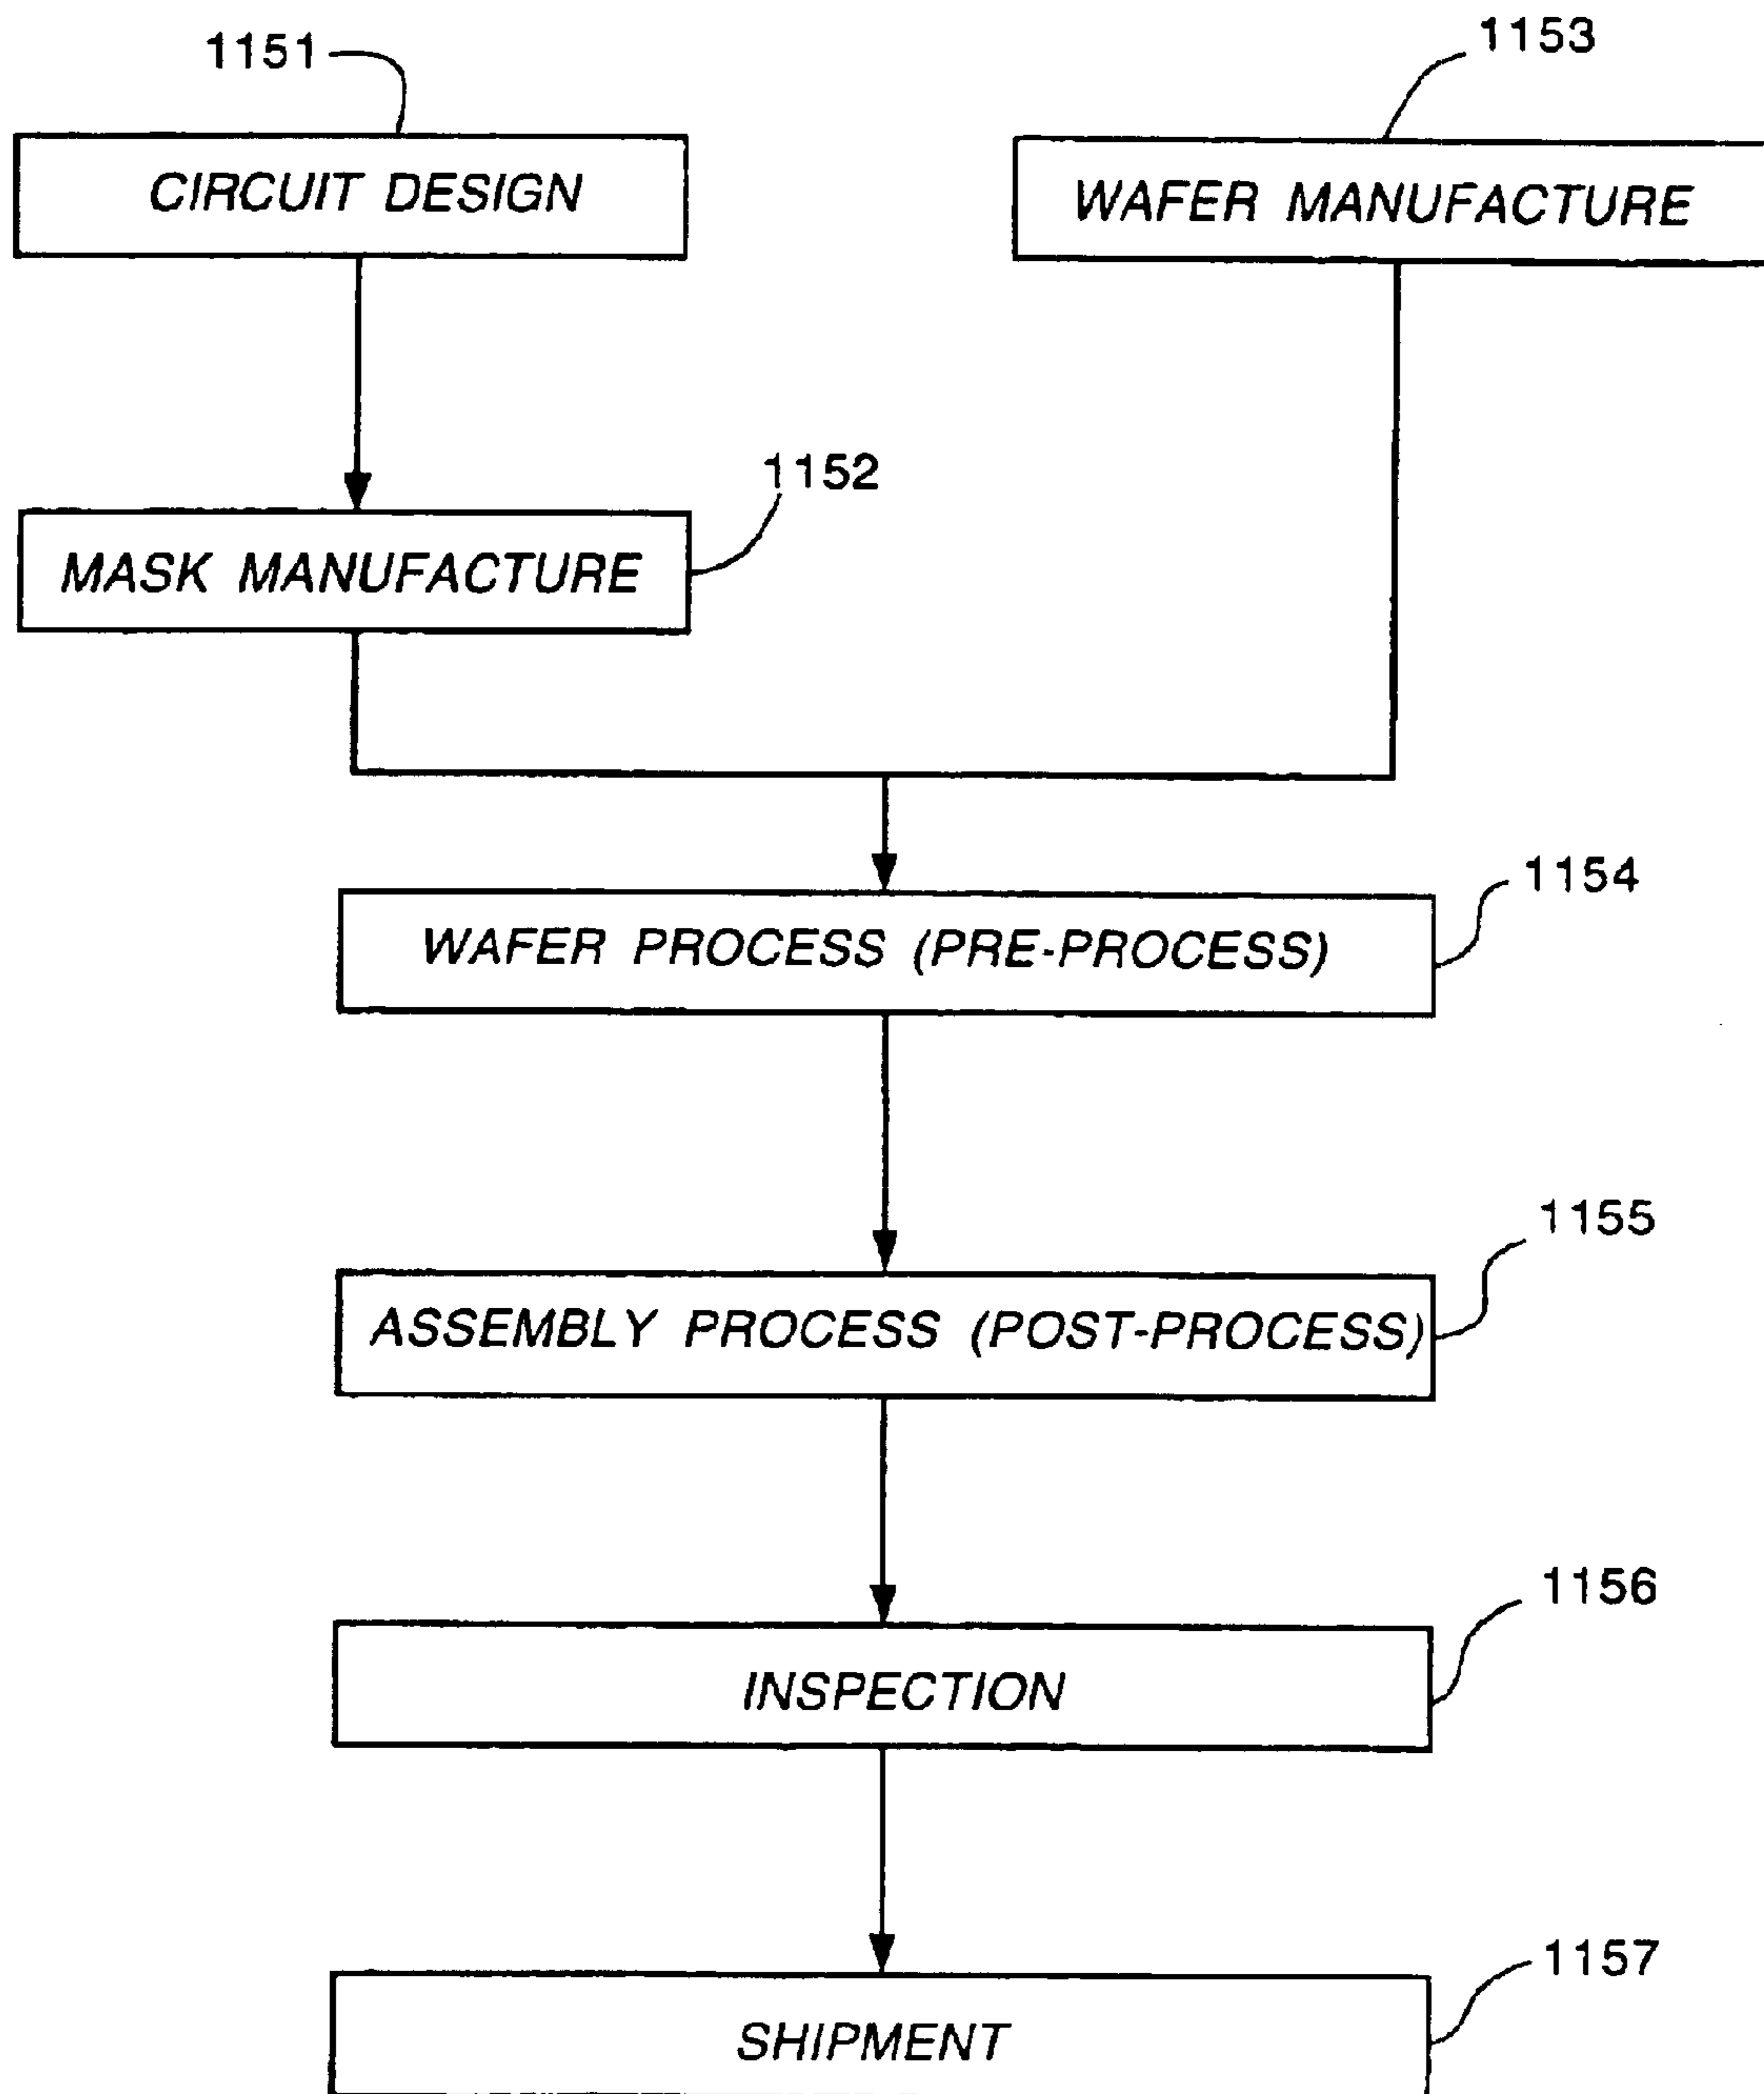 1151
1153
CIRCUIT DESIGN
WAFER MANUFACTURE
1152
MASK MANUFACTURE
1154
WAFER PROCESS (PRE-PROCESS)
1155
ASSEMBLY PROCESS (POST-PROCESS)
1156
INSPECTION
1157
SHIPMENT